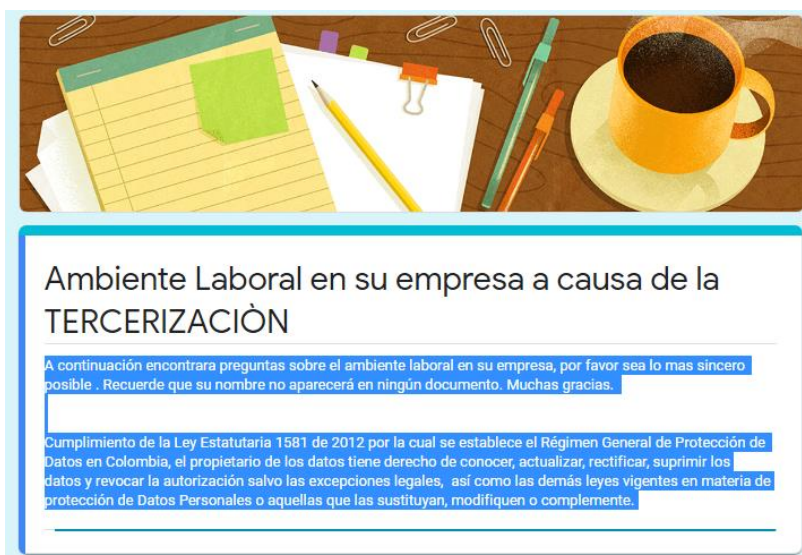 Ambiente Laboral en su empresa a causa de la
TERCERIZACIÒN
A continuación encontrara preguntas sobre el ambiente laboral en su empresa, por favor sea lo mas sincero
posible . Recuerde que su nombre no aparecerá en ningún documento. Muchas gracias.
Cumplimiento de la Ley Estatutaria 1581 de 2012 por la cual se establece el Régimen General de Protección de
Datos en Colombia, el propietario de los datos tiene derecho de conocer, actualizar, rectificar, suprimir los
datos y revocar la autorización salvo las excepciones legales, así como las demás leyes vigentes en materia de
protección de Datos Personales o aquellas que las sustituyan, modifiquen o complemente.